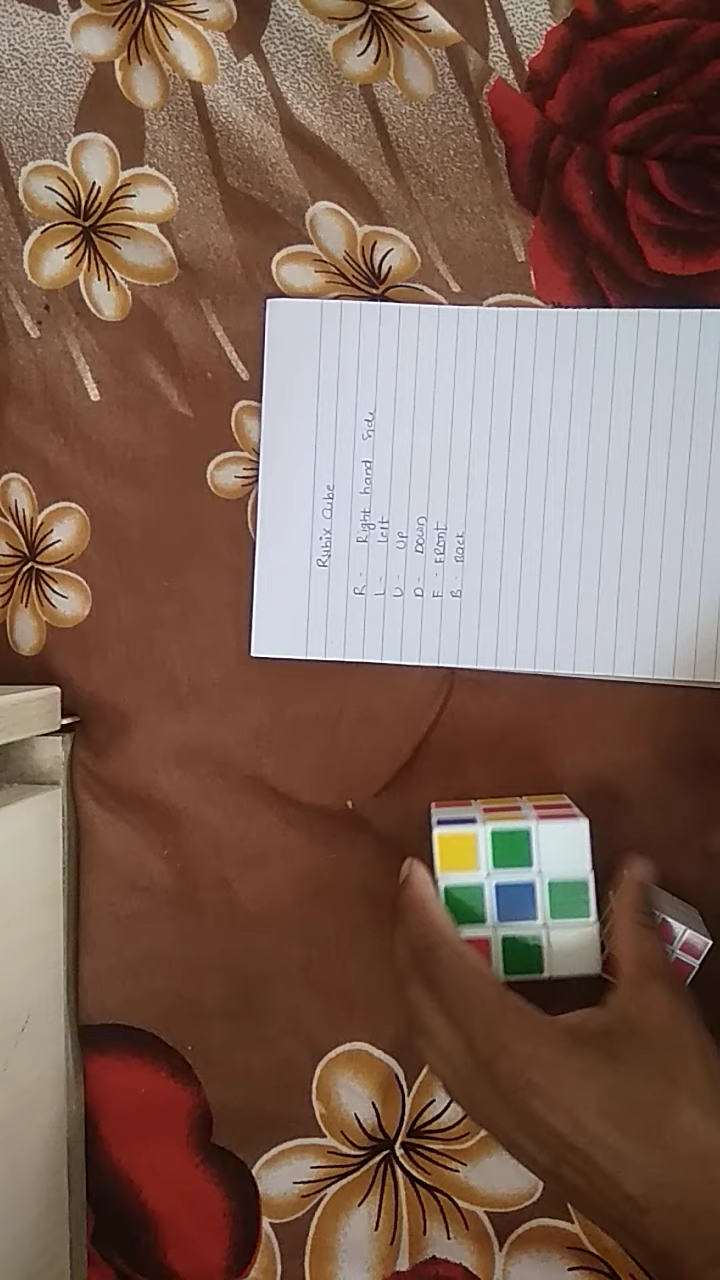 Rubix Cube
R - Right hand side
L - Left
U - Up
D - Down
F - Front
B - Back